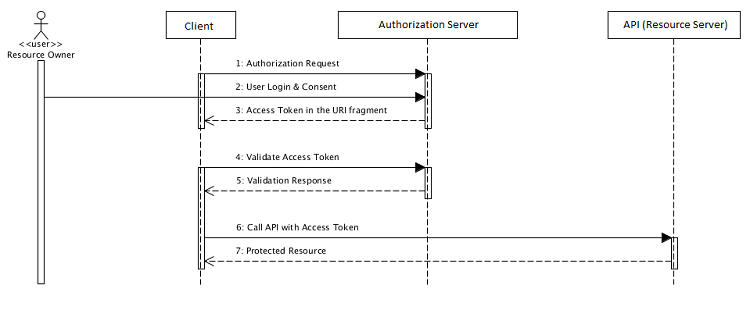 Client
Authorization Server
API (Resource Server)
<<user>>
Resource Owner
1: Authorization Request
2: User Login & Consent
3: Access Token in the URI fragment
4: Validate Access Token
5: Validation Response
6: Call API with Access Token
7: Protected Resource